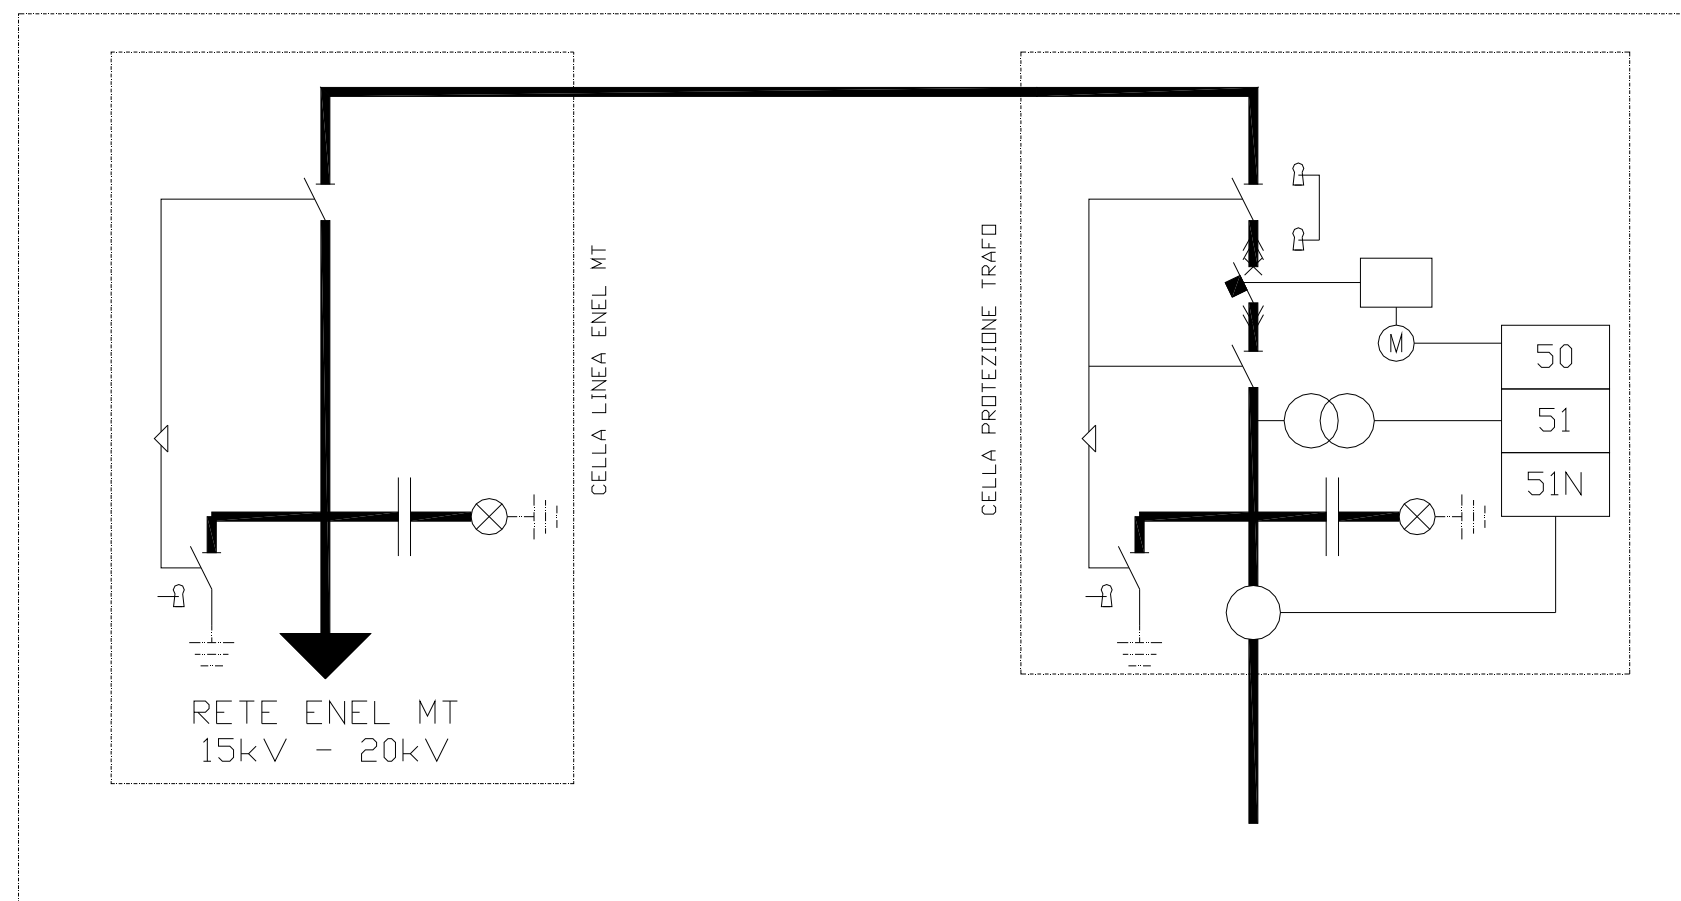 CELLA LINEA ENEL MT
CELLA PROTEZIONE TRAFO
M
50
51
51N
RETE ENEL MT
15kV - 20kV